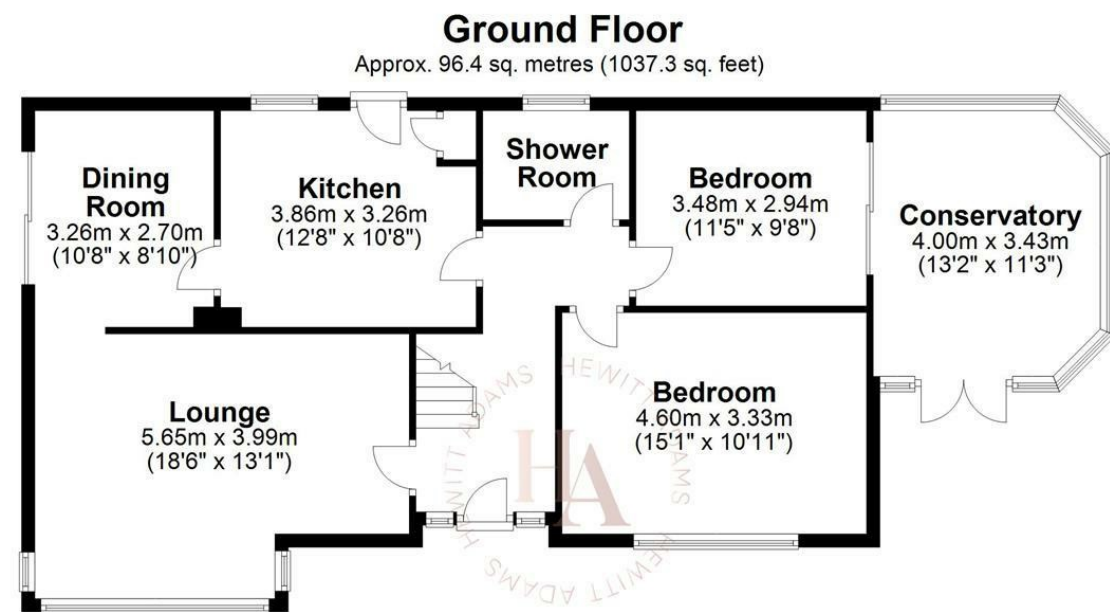 Ground Floor
Approx. 96.4 sq. metres (1037.3 sq. feet)
Dining
Room
3.26m x 2.70m
(10'8" x 8'10")
Kitchen
3.86m x 3.26m
(12'8" x 10'8")
Shower
Room
Bedroom
3.48m x 2.94m
(11'5" x 9'8")
Conservatory
4.00m x 3.43m
(13'2" x 11'3")
Lounge
5.65m x 3.99m
(18'6" x 13'1")
Bedroom
4.60m x 3.33m
(15'1" x 10'11")
HA
HEWITT ADAMS HEWITT ADAMS HEWITT ADAMS